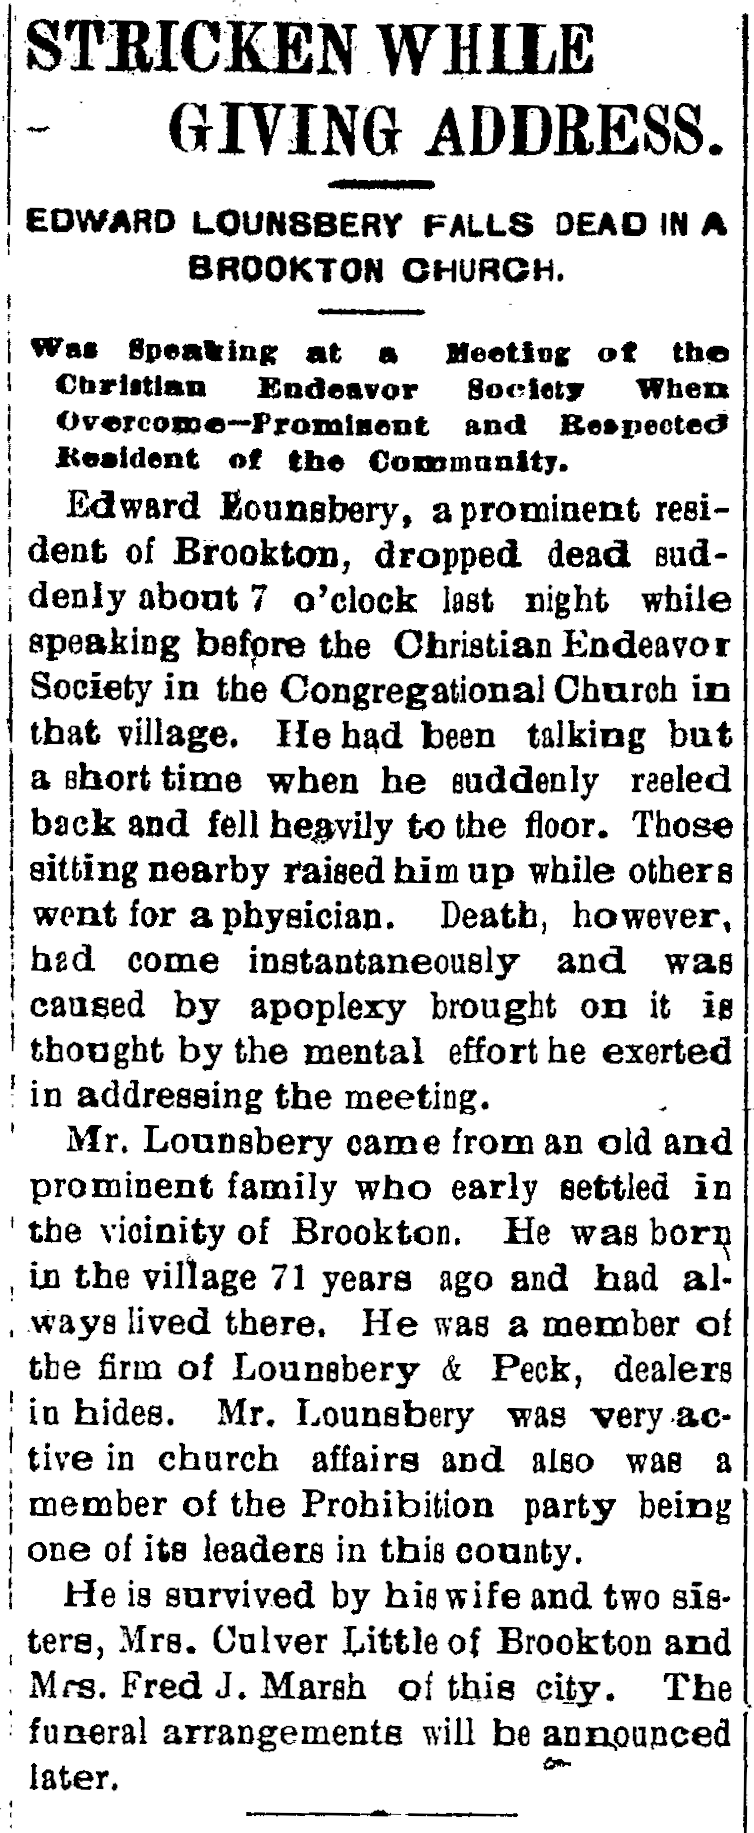 STRICKEN WHILE
GIVING ADDRESS.
EDWARD LOUNSBERY FALLS DEAD IN A
BROOKTON CHURCH.
Was Speaking at a Meeting of the
Christian Endeavor Society When
Overcome—Prominent and Respected
Resident of the Community.
Edward Lounsbery, a prominent resi-
dent of Brookton, dropped dead sud-
denly about 7 o'clock last night while
speaking before the Christian Endeavor
Society in the Congregational Church in
that village. He had been talking but
a short time when he suddenly reeled
back and fell heavily to the floor. Those
sitting nearby raised him up while others
went for a physician. Death, however,
had come instantaneously and was
caused by apoplexy brought on it is
thought by the mental effort he exerted
in addressing the meeting.
Mr. Lounsbery came from an old and
prominent family who early settled in
the vicinity of Brookton. He was born
in the village 71 years ago and had al-
ways lived there. He was a member of
the firm of Lounsbery & Peck, dealers
in hides. Mr. Lounsbery was very ac-
tive in church affairs and also was a
member of the Prohibition party being
one of its leaders in this county.
He is survived by his wife and two sis-
ters, Mrs. Culver Little of Brookton and
Mrs. Fred J. Marsh of this city. The
funeral arrangements will be announced
later.